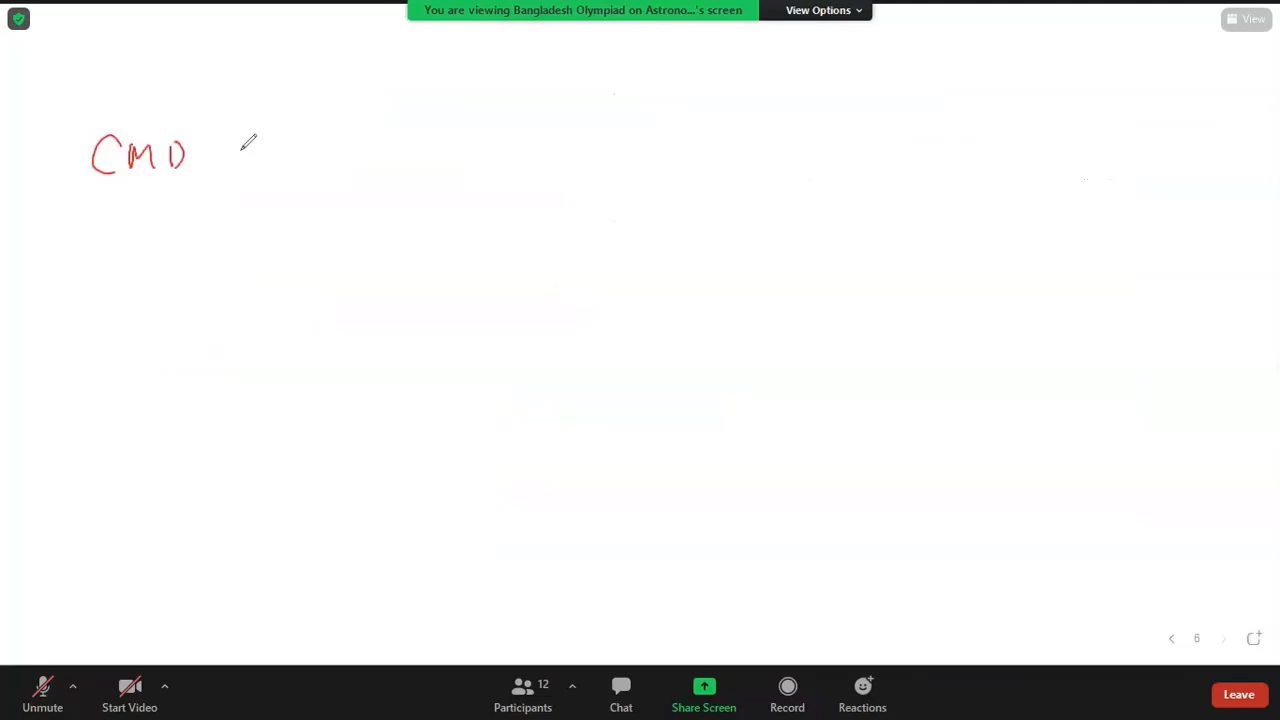 You are viewing Bangladesh Olympiad on Astrono...'s screen
View Options
View
CMD
6
Unmute
Start Video
12
Participants
Chat
Share Screen
Record
Reactions
Leave